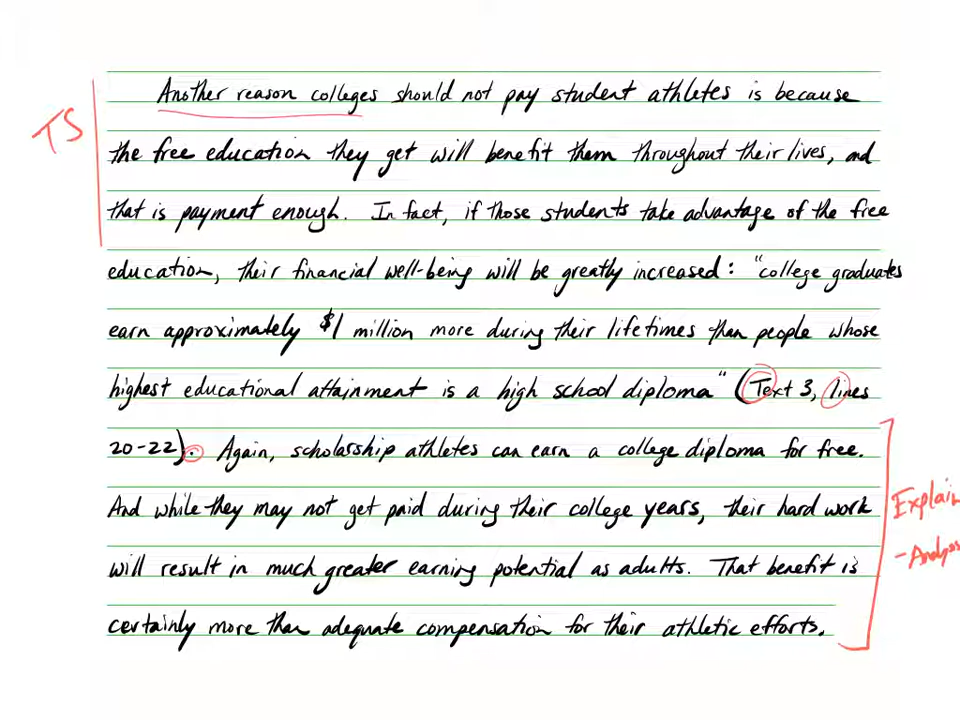 TS
Another reason colleges should not pay student athletes is because
the free education they get will benefit them throughout their lives, and
that is payment enough. In fact, if those students take advantage of the free
education, their financial well-being will be greatly increased: "college graduates
earn approximately $1 million more during their lifetimes than people whose
highest educational attainment is a high school diploma" (Text 3, lines
20-22). Again, scholarship athletes can earn a college diploma for free.
And while they may not get paid during their college years, their hard work
will result in much greater earning potential as adults. That benefit is
certainly more than adequate compensation for their athletic efforts.
Explain